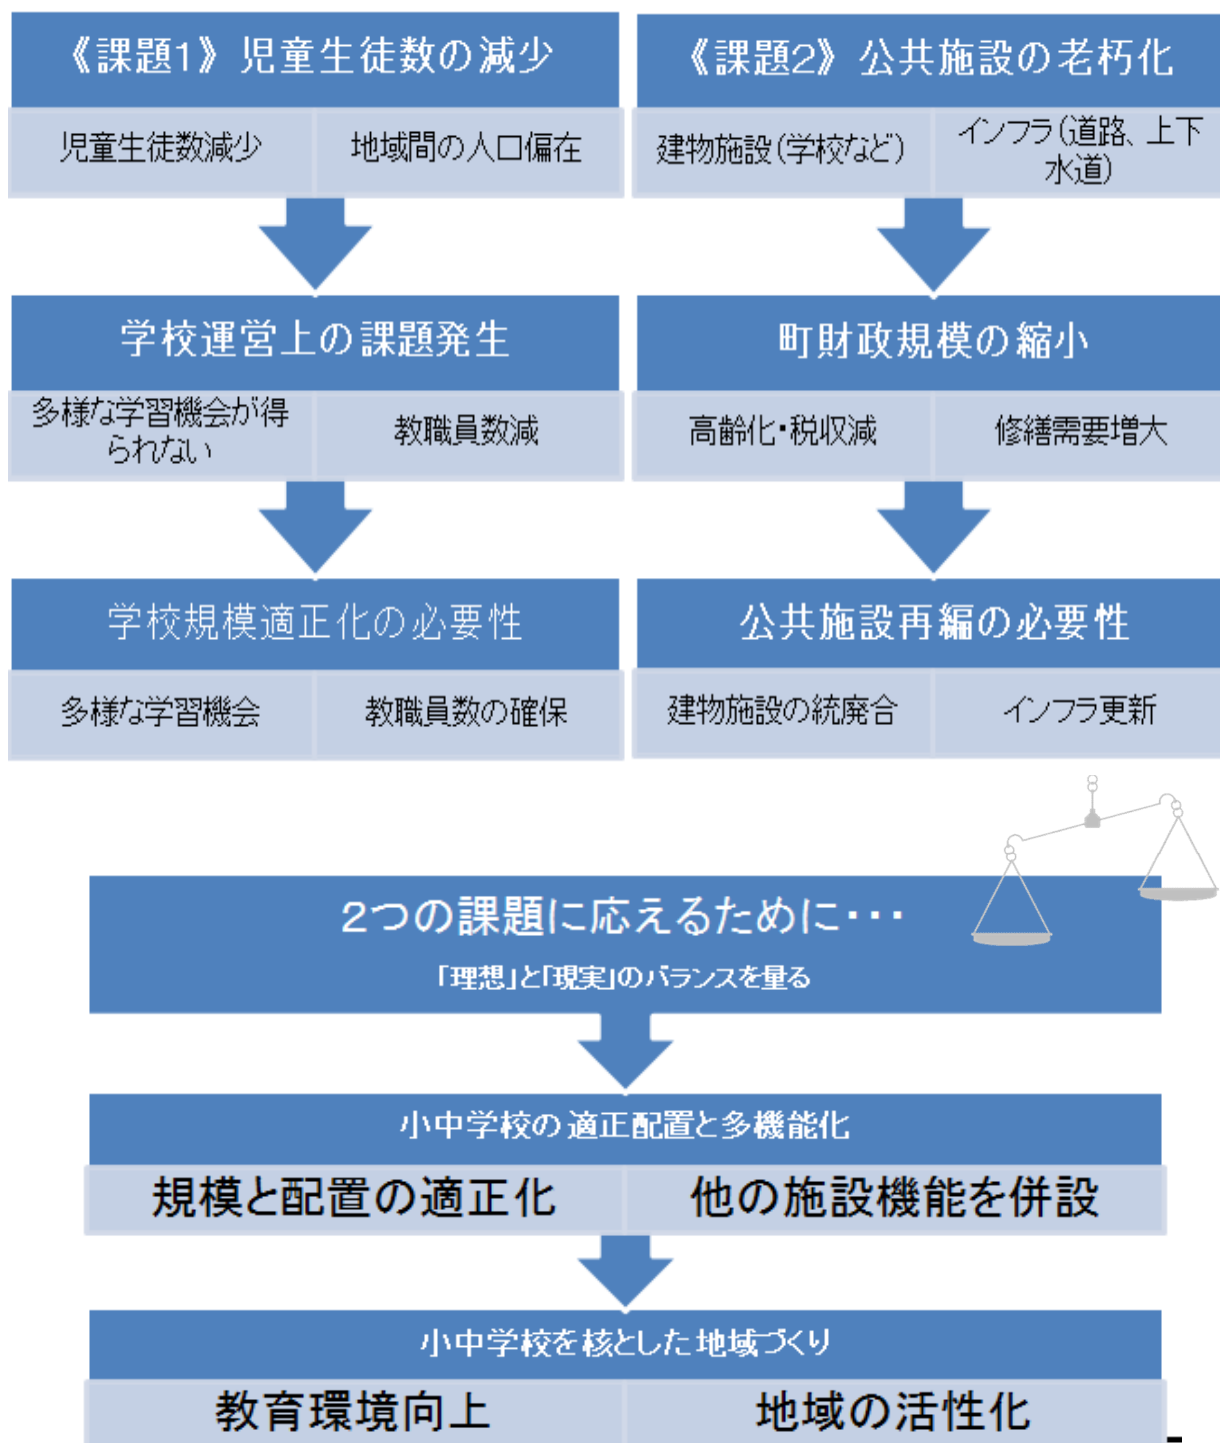 《課題1》児童生徒数の減少
児童生徒数減少
地域間の人口偏在
学校運営上の課題発生
多様な学習機会が得
られない
教職員数減
学校規模適正化の必要性
多様な学習機会
教職員数の確保
《課題2》公共施設の老朽化
建物施設(学校など)
インフラ(道路、上下
水道)
町財政規模の縮小
高齢化・税収減
修繕需要増大
公共施設再編の必要性
建物施設の統廃合
インフラ更新
2つの課題に応えるために・・・
「理想」と「現実」のバランスを量る
小中学校の適正配置と多機能化
規模と配置の適正化
他の施設機能を併設
小中学校を核とした地域づくり
教育環境向上
地域の活性化